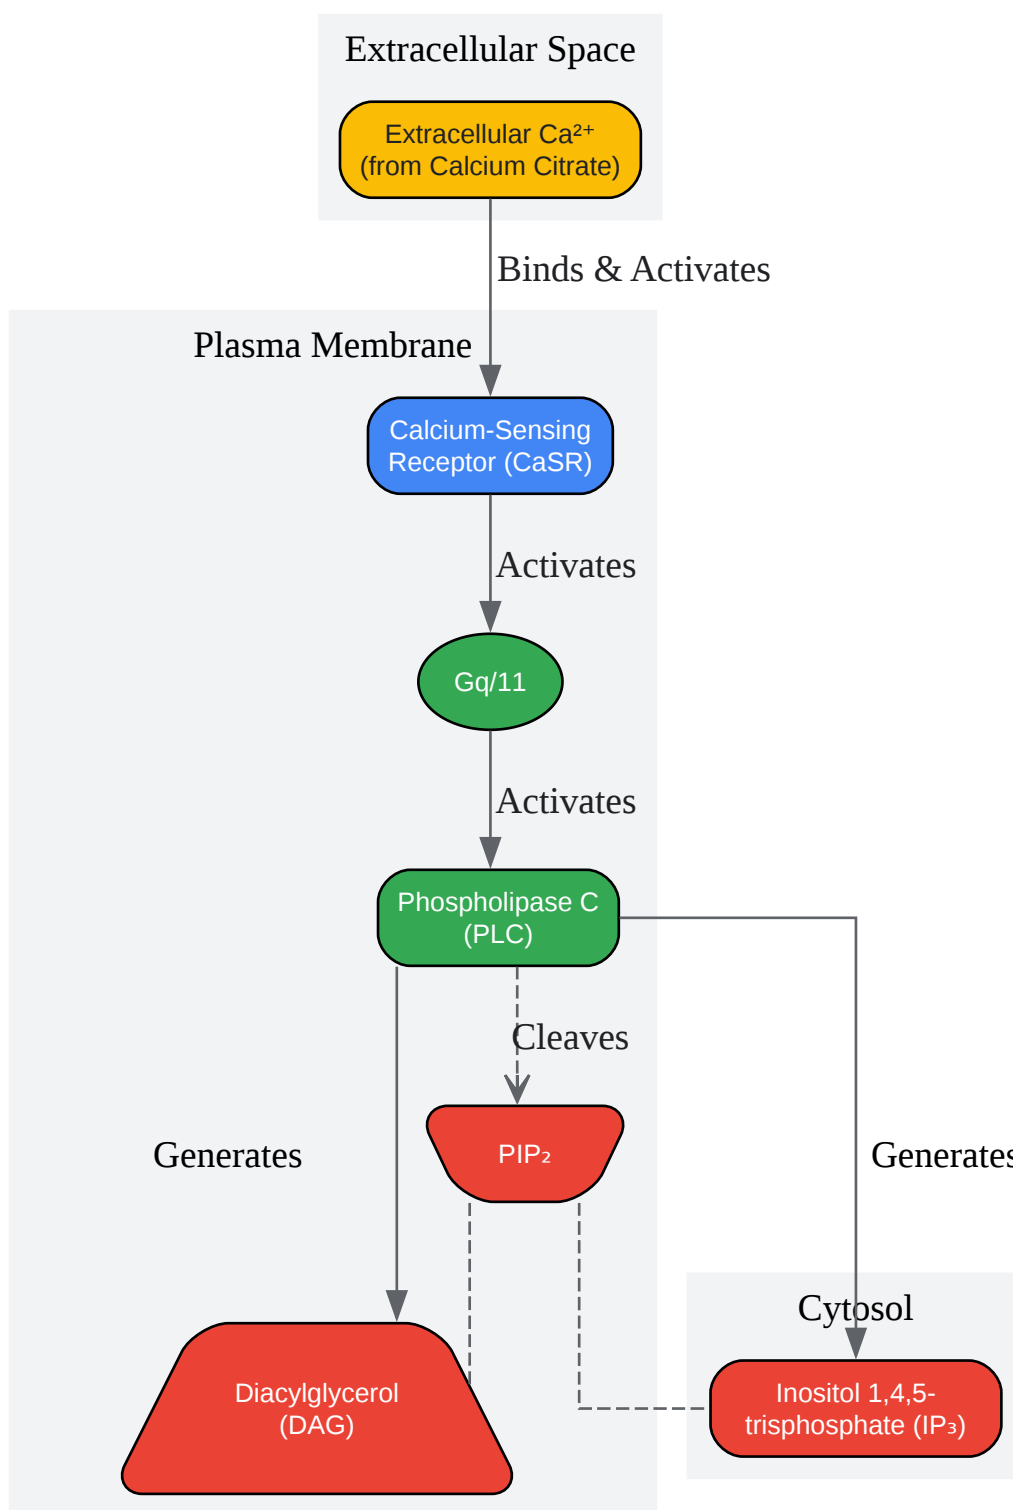 Extracellular Space
Extracellular Ca²⁺
(from Calcium Citrate)
Binds & Activates
Plasma Membrane
Calcium-Sensing
Receptor (CaSR)
Activates
Gq/11
Activates
Phospholipase C
(PLC)
Cleaves
PIP₂
Generates
Generates
Cytosol
Diacylglycerol
(DAG)
Inositol 1,4,5-
trisphosphate (IP₃)